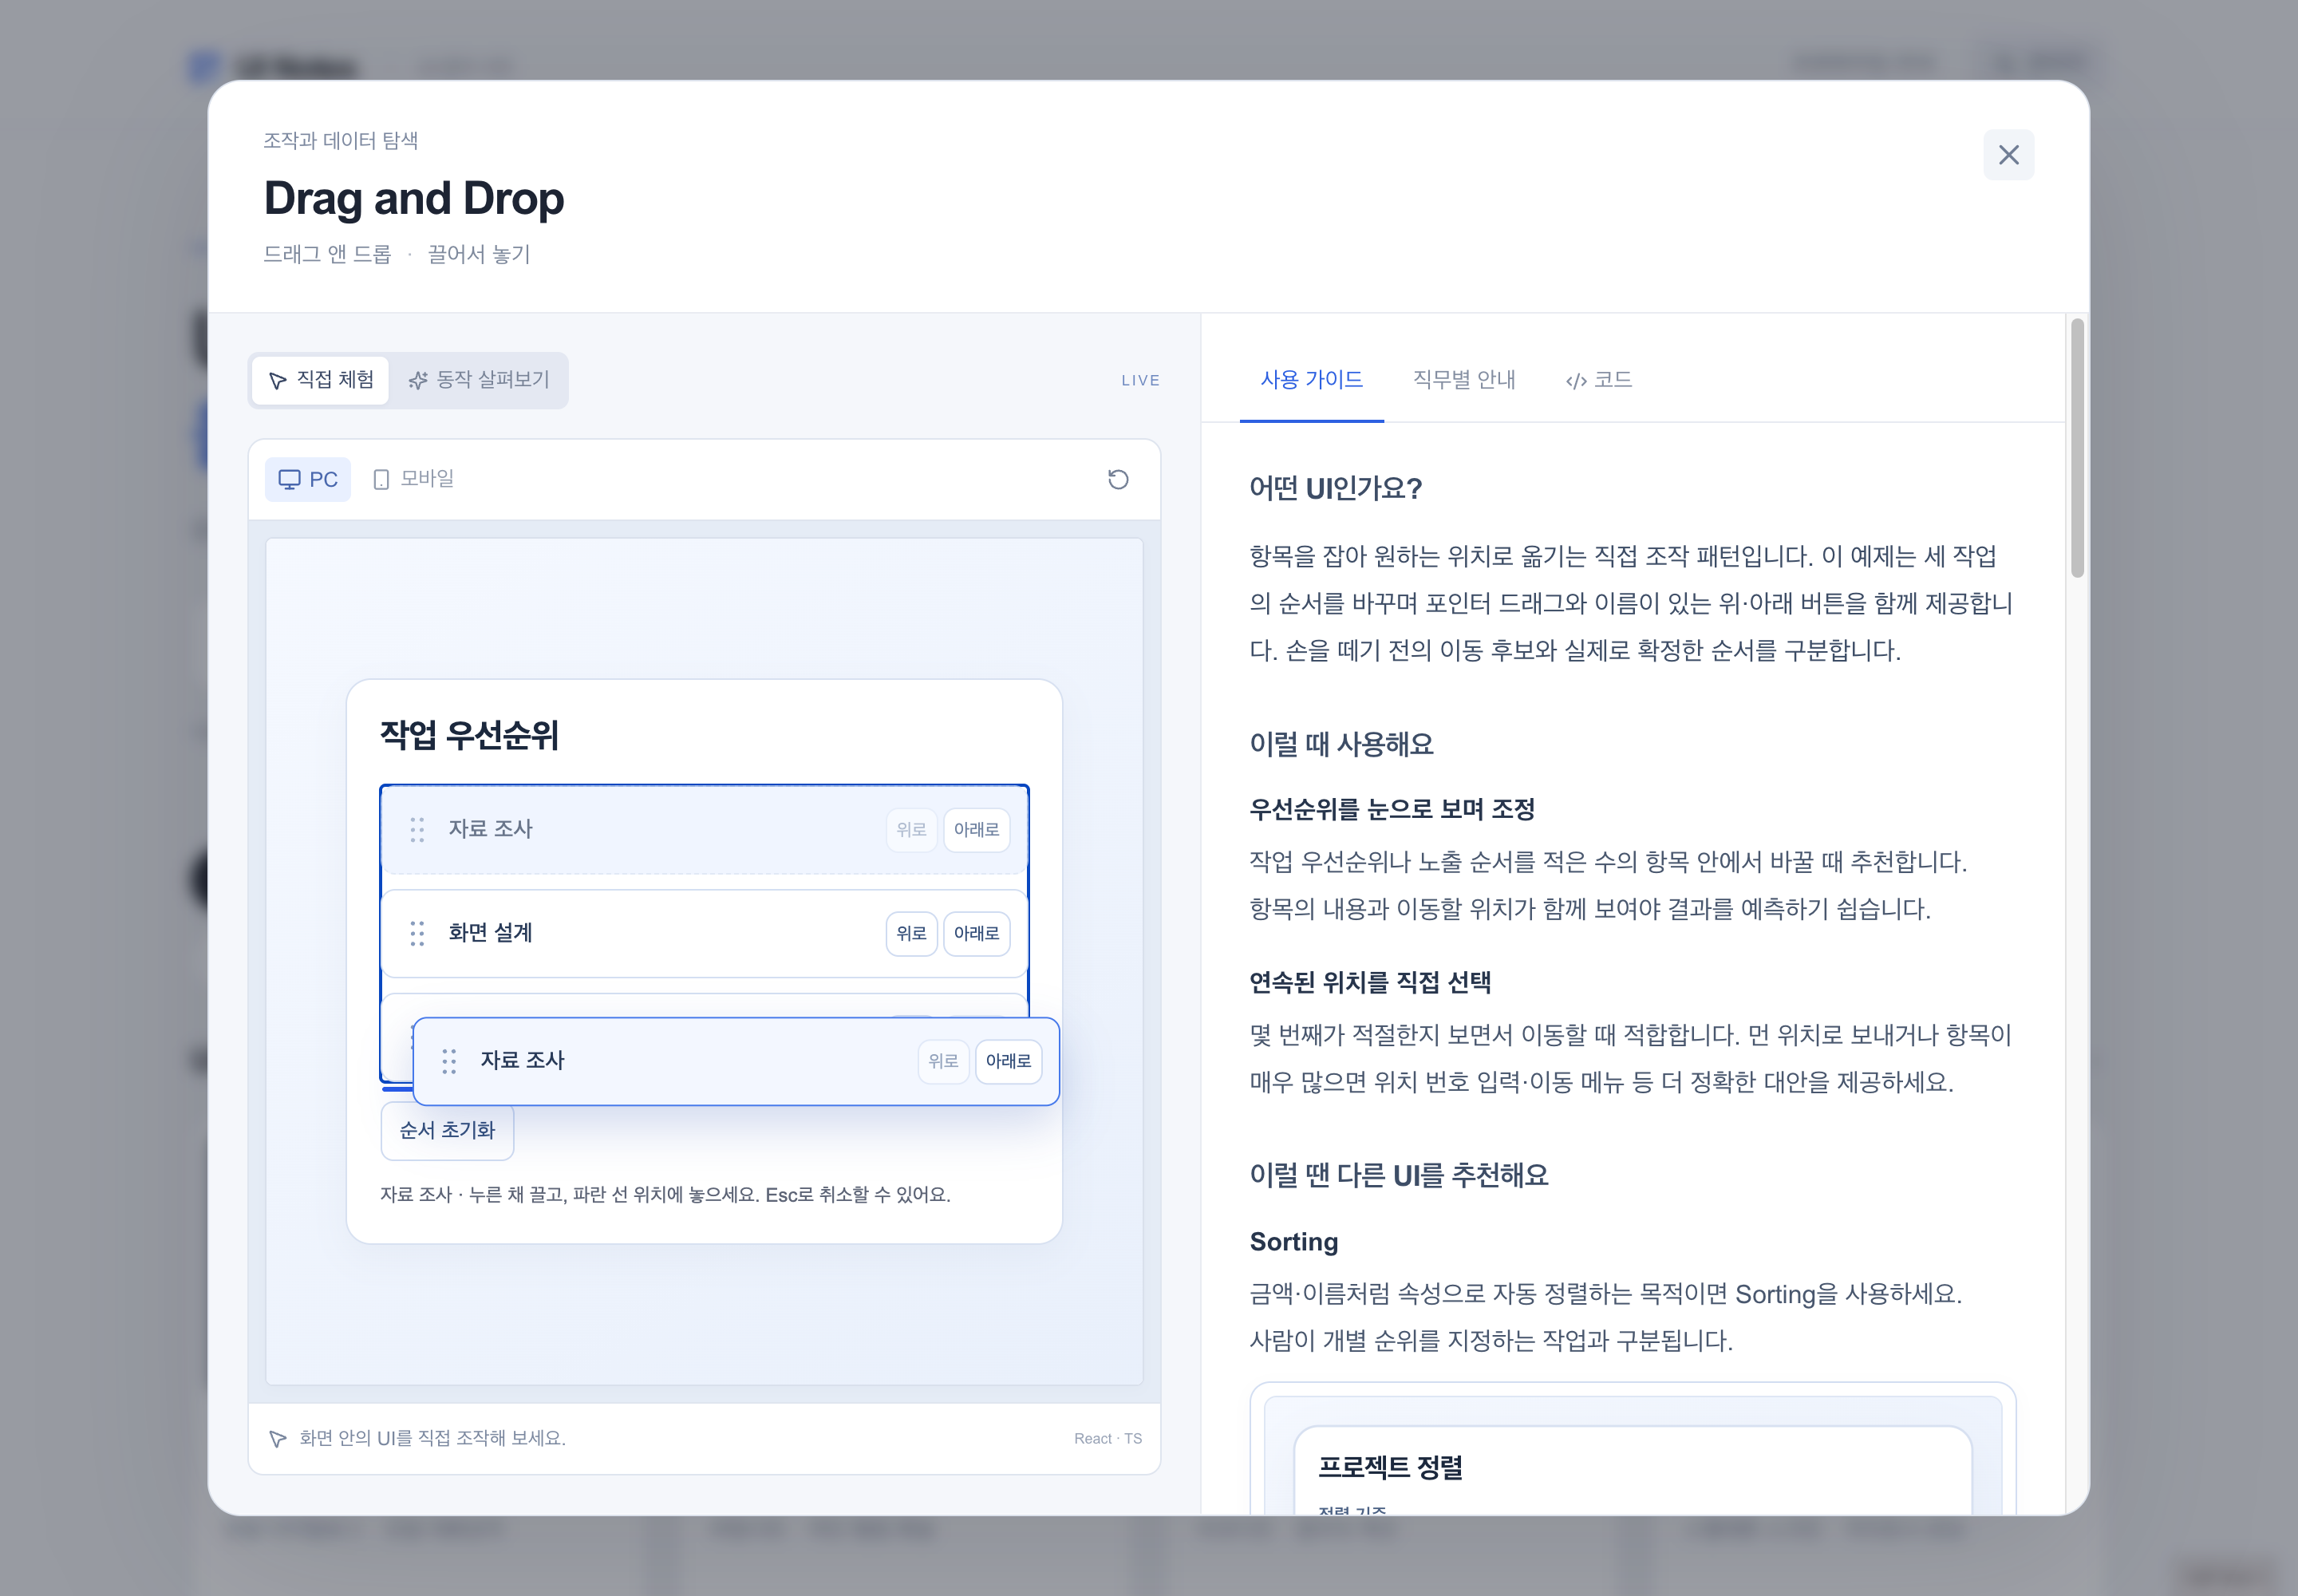 조작과 데이터 탐색
Drag and Drop
드래그 앤 드롭 · 끌어서 놓기
직접 체험
동작 살펴보기
LIVE
PC
모바일
작업 우선순위
자료 조사
위로
아래로
화면 설계
위로
아래로
자료 조사
위로
아래로
순서 초기화
자료 조사 · 누른 채 끌고, 파란 선 위치에 놓으세요. Esc로 취소할 수 있어요.
화면 안의 UI를 직접 조작해 보세요.
React · TS
사용 가이드
직무별 안내
코드
어떤 UI인가요?
항목을 잡아 원하는 위치로 옮기는 직접 조작 패턴입니다. 이 예제는 세 작업
의 순서를 바꾸며 포인터 드래그와 이름이 있는 위·아래 버튼을 함께 제공합니
다. 손을 떼기 전의 이동 후보와 실제로 확정한 순서를 구분합니다.
이럴 때 사용해요
우선순위를 눈으로 보며 조정
작업 우선순위나 노출 순서를 적은 수의 항목 안에서 바꿀 때 추천합니다.
항목의 내용과 이동할 위치가 함께 보여야 결과를 예측하기 쉽습니다.
연속된 위치를 직접 선택
몇 번째가 적절한지 보면서 이동할 때 적합합니다. 먼 위치로 보내거나 항목이
매우 많으면 위치 번호 입력·이동 메뉴 등 더 정확한 대안을 제공하세요.
이럴 땐 다른 UI를 추천해요
Sorting
금액·이름처럼 속성으로 자동 정렬하는 목적이면 Sorting을 사용하세요.
사람이 개별 순위를 지정하는 작업과 구분됩니다.
프로젝트 정렬